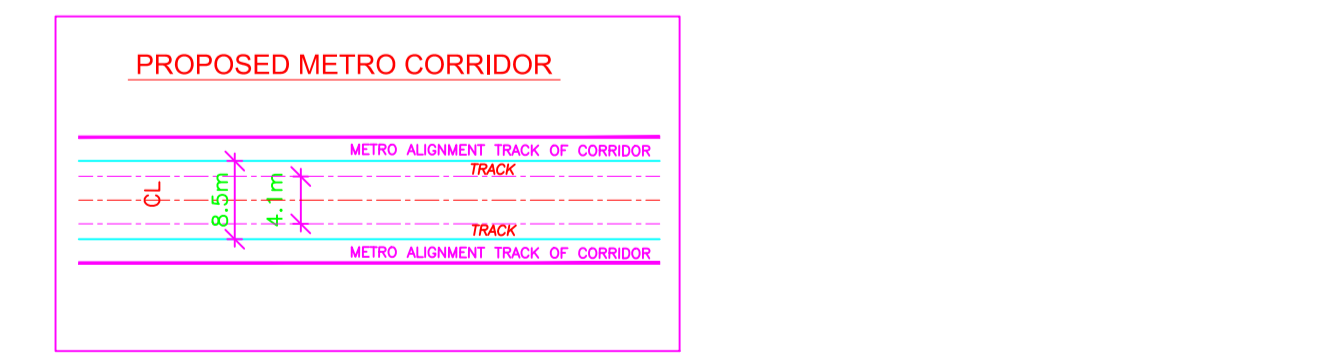 PROPOSED METRO CORRIDOR
METRO ALIGNMENT TRACK OF CORRIDOR
TRACK
CL
8.5m
4.1m
TRACK
METRO ALIGNMENT TRACK OF CORRIDOR